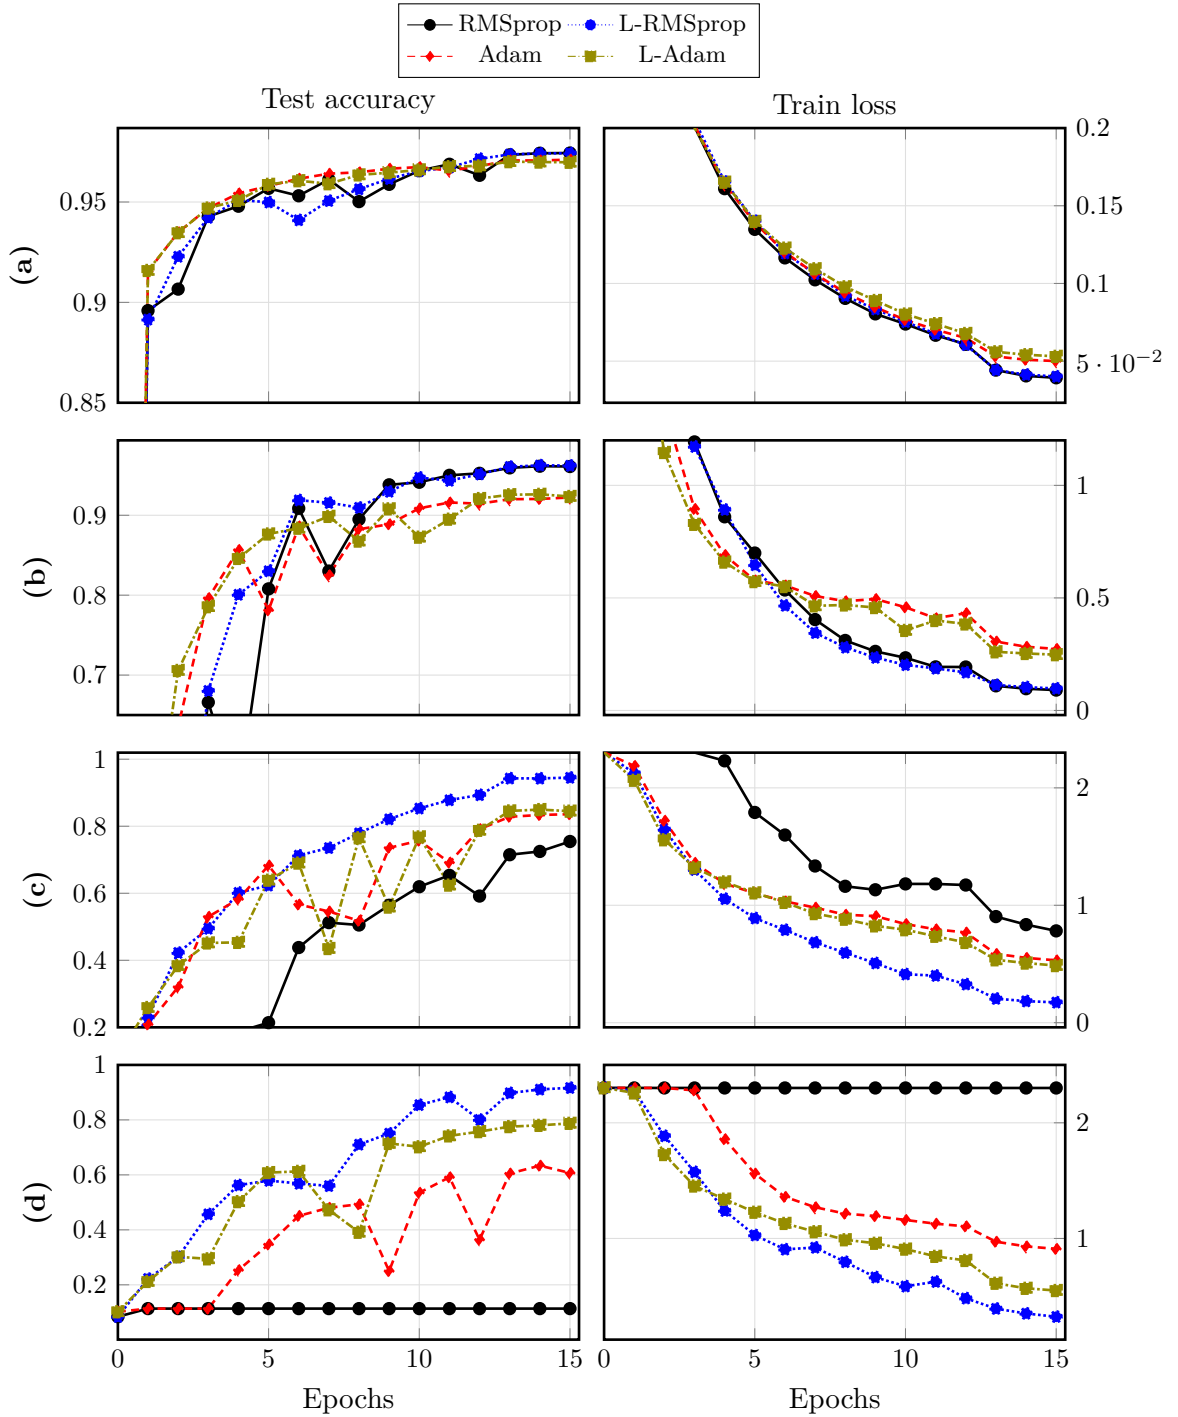 RMSprop L-RMSprop
Adam L-Adam
Test accuracy Train loss
0.95
0.9
0.85
(a)
0.2
0.15
0.1
5 · 10⁻²
0.9
0.8
0.7
(b)
1
0.5
0
1
0.8
0.6
0.4
0.2
(c)
2
1
0
1
0.8
0.6
0.4
0.2
(d)
2
1
0 5 10 15 0 5 10 15
Epochs Epochs